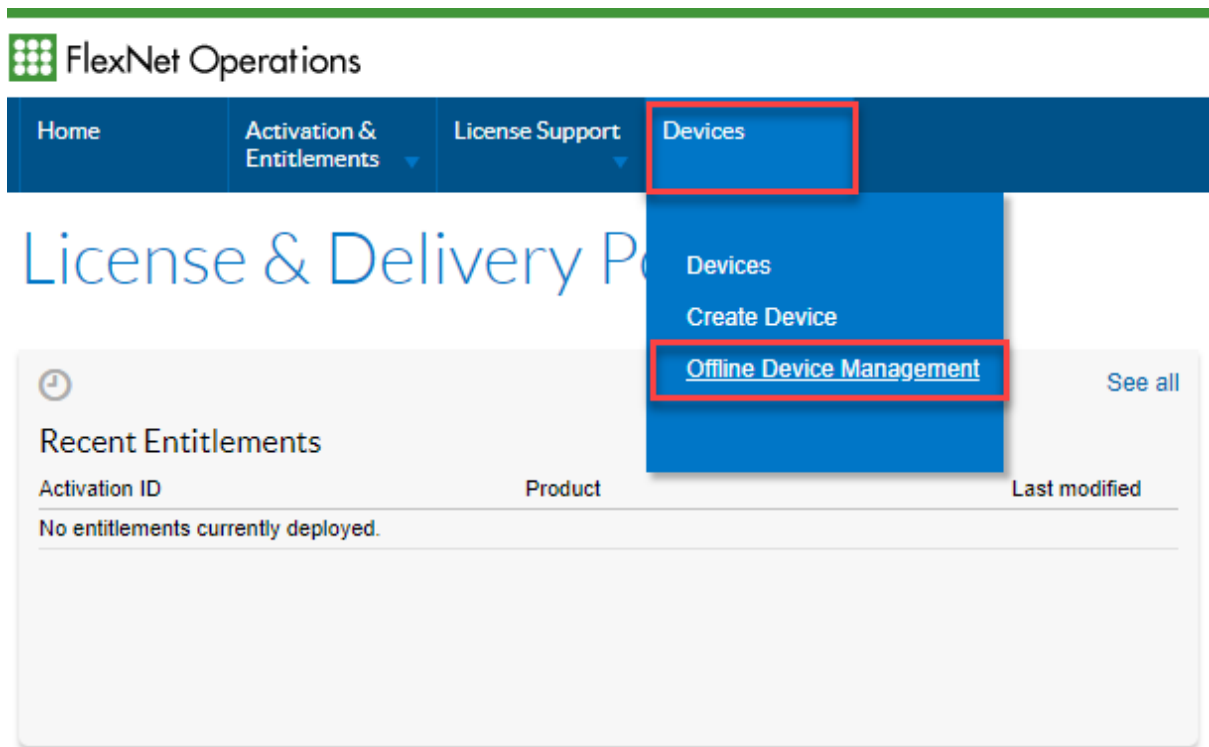 FlexNet Operations
Home
Activation &
Entitlements
License Support
Devices
License & Delivery
Devices
Create Device
Offline Device Management
See all
Recent Entitlements
Activation ID Product Last modified
No entitlements currently deployed.